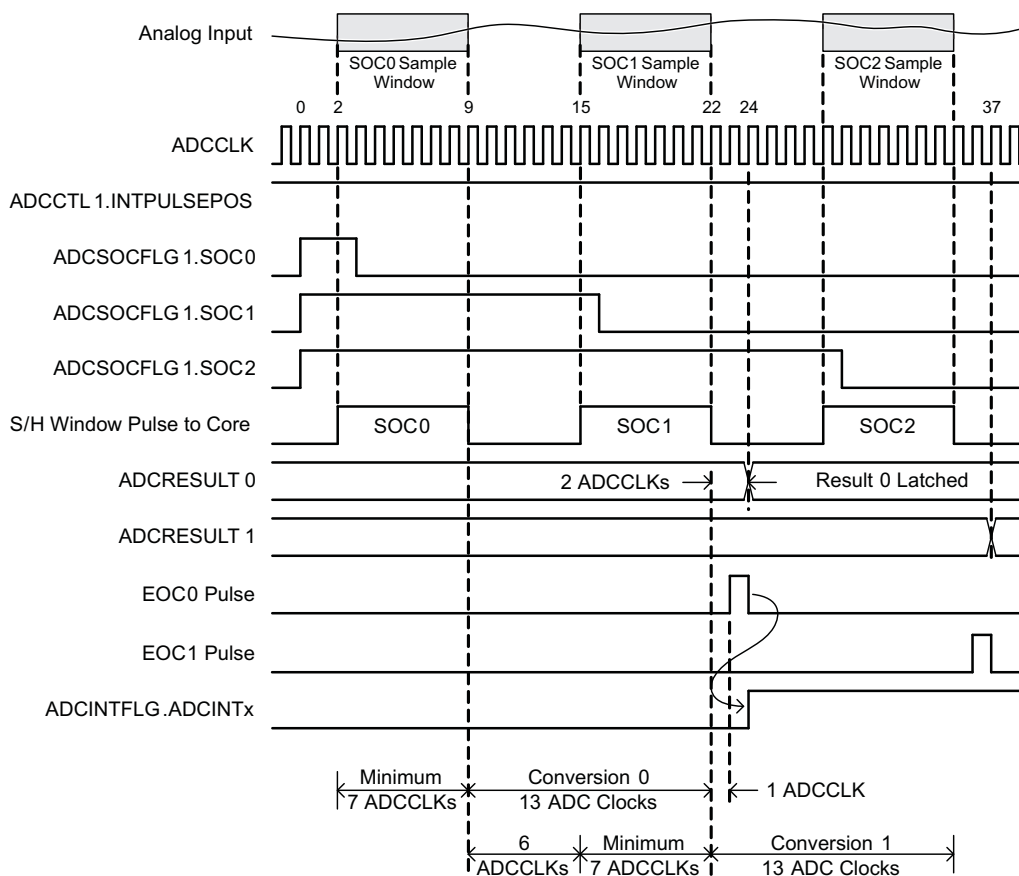 Analog Input
SOC0 Sample
Window
SOC1 Sample
Window
SOC2 Sample
Window
0 2 9 15 22 24 37
ADCCLK
ADCCTL 1.INTPULSEPOS
ADCSOCFLG 1.SOC0
ADCSOCFLG 1.SOC1
ADCSOCFLG 1.SOC2
S/H Window Pulse to Core SOC0 SOC1 SOC2
ADCRESULT 0 2 ADCCLKs Result 0 Latched
ADCRESULT 1
EOC0 Pulse
EOC1 Pulse
ADCINTFLG .ADCINTx
Minimum
7 ADCCLKs
Conversion 0
13 ADC Clocks
1 ADCCLK
6
ADCCLKs
Minimum
7 ADCCLKs
Conversion 1
13 ADC Clocks